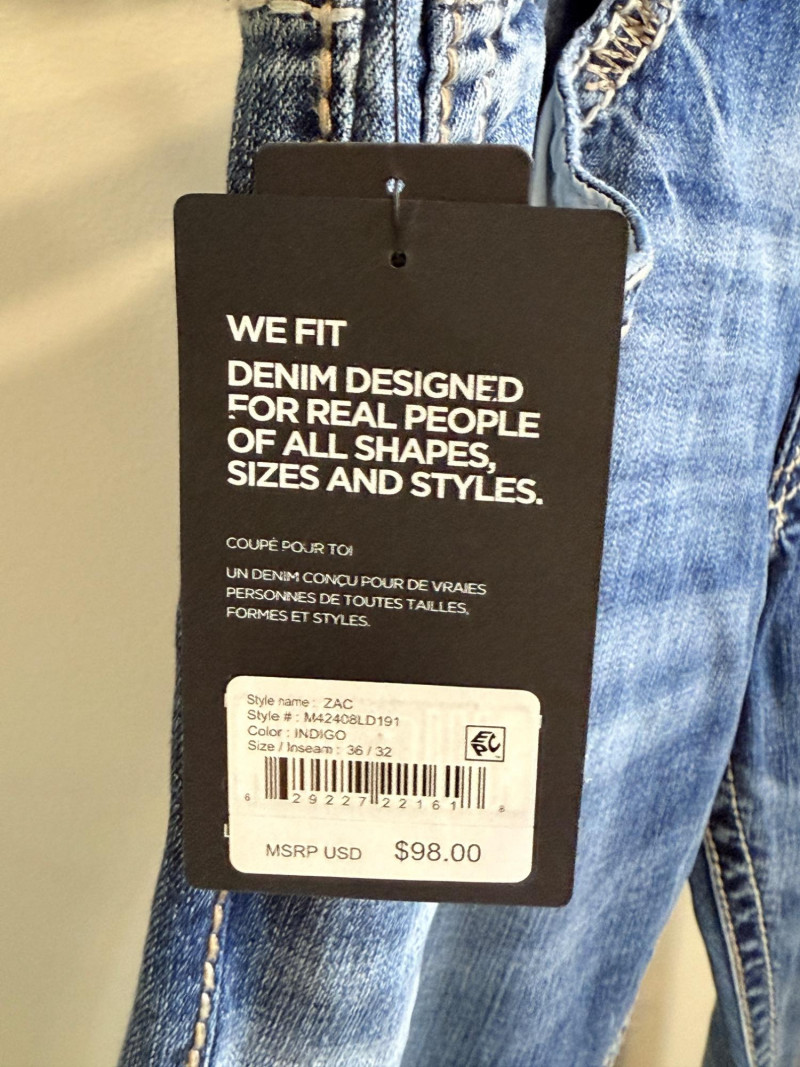 WE FIT
DENIM DESIGNED
FOR REAL PEOPLE
OF ALL SHAPES,
SIZES AND STYLES.
COUPÉ POUR TOI
UN DENIM CONÇU POUR DE VRAIES
PERSONNES DE TOUTES TAILLES,
FORMES ET STYLES.
Style name : ZAC
Style # : M42408LD191
Color : INDIGO
Size / Inseam : 36 / 32
EPC
6 29227 22161 8
MSRP USD $98.00